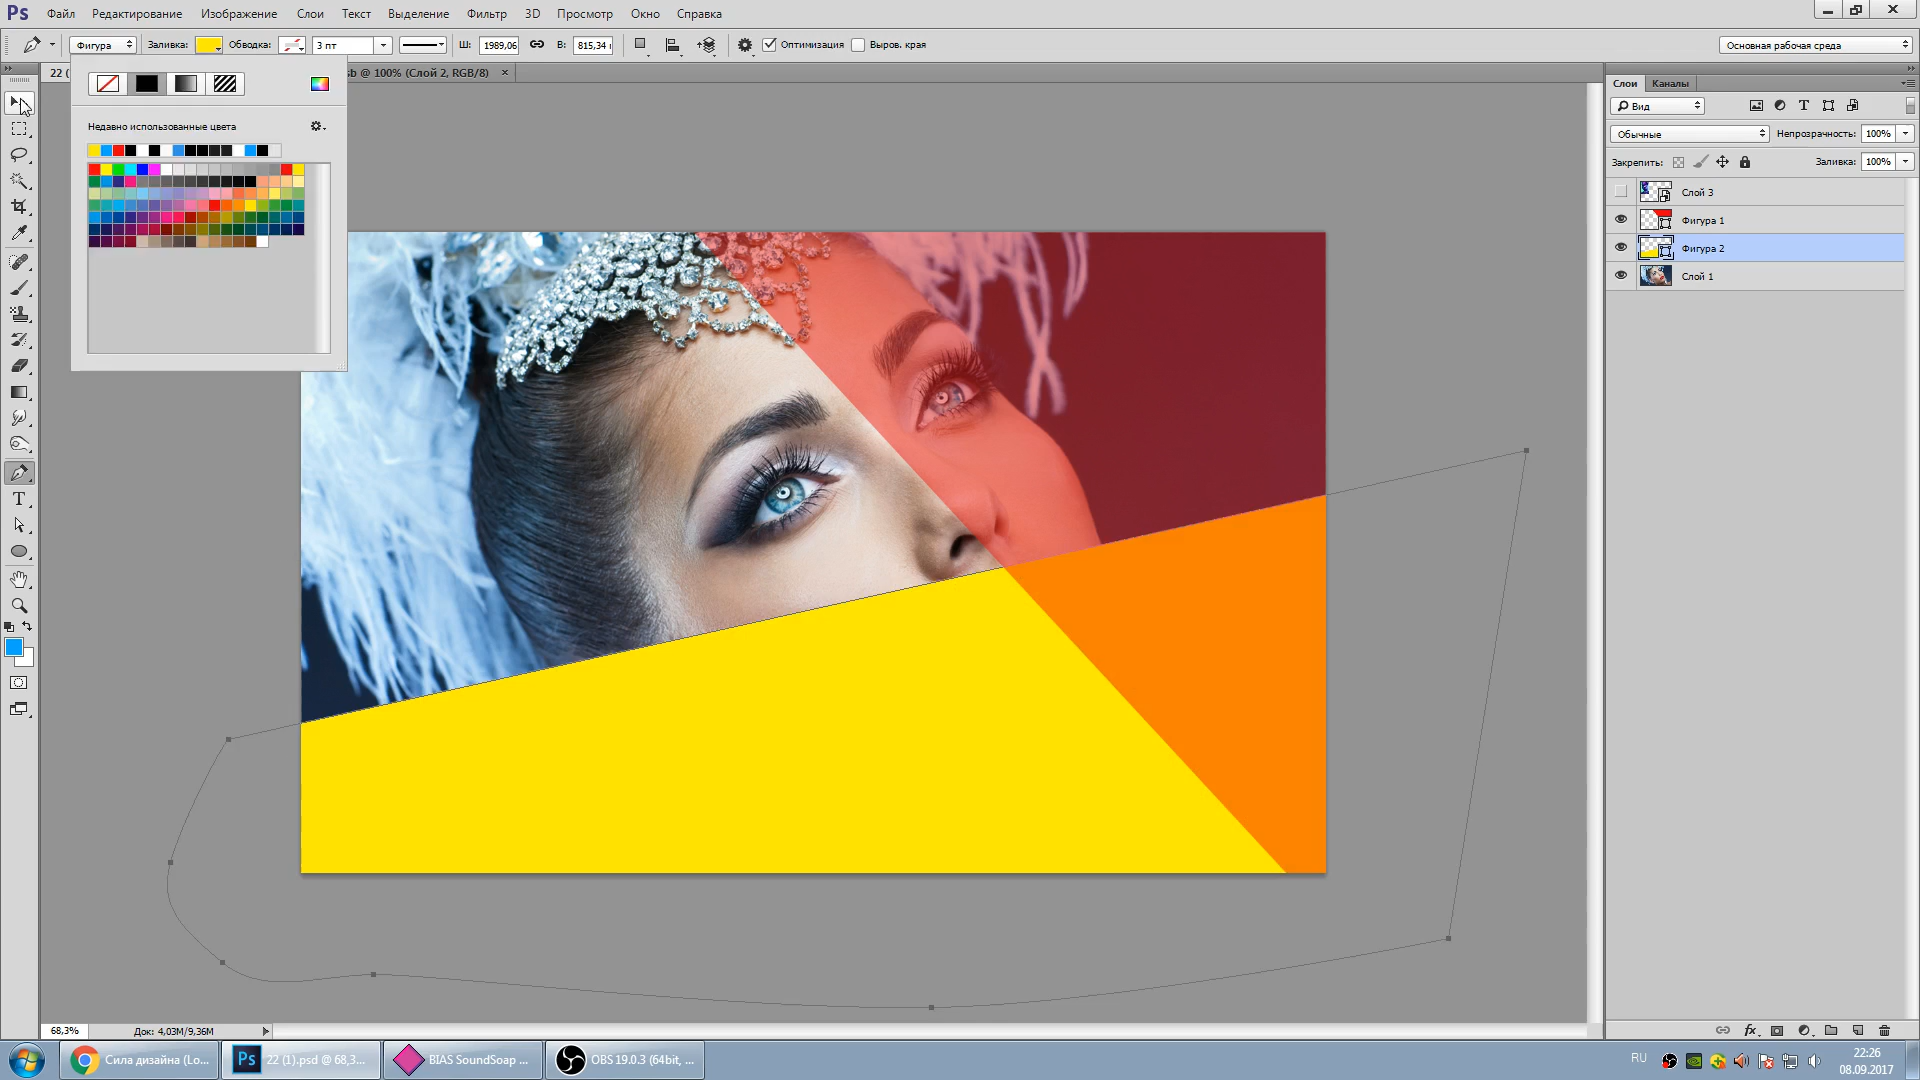 Ps Файл Редактирование Изображение Слои Текст Выделение Фильтр 3D Просмотр Окно Справка
Фигура Заливка: Обводка: 3 пт Ш: 1989,06 В: 815,34 Оптимизация Выров. края Основная рабочая среда
22 ( sb @ 100% (Слой 2, RGB/8) ×
Слои Каналы
Вид
Недавно использованные цвета
Обычные Непрозрачность: 100%
Закрепить: Заливка: 100%
Слой 3
Фигура 1
Фигура 2
Слой 1
T
68,3% Док: 4,03M/9,36M
fx
Сила дизайна (Lo...
Ps 22 (1).psd @ 68,3...
BIAS SoundSoap ...
OBS 19.0.3 (64bit, ...
RU
22:26
08.09.2017